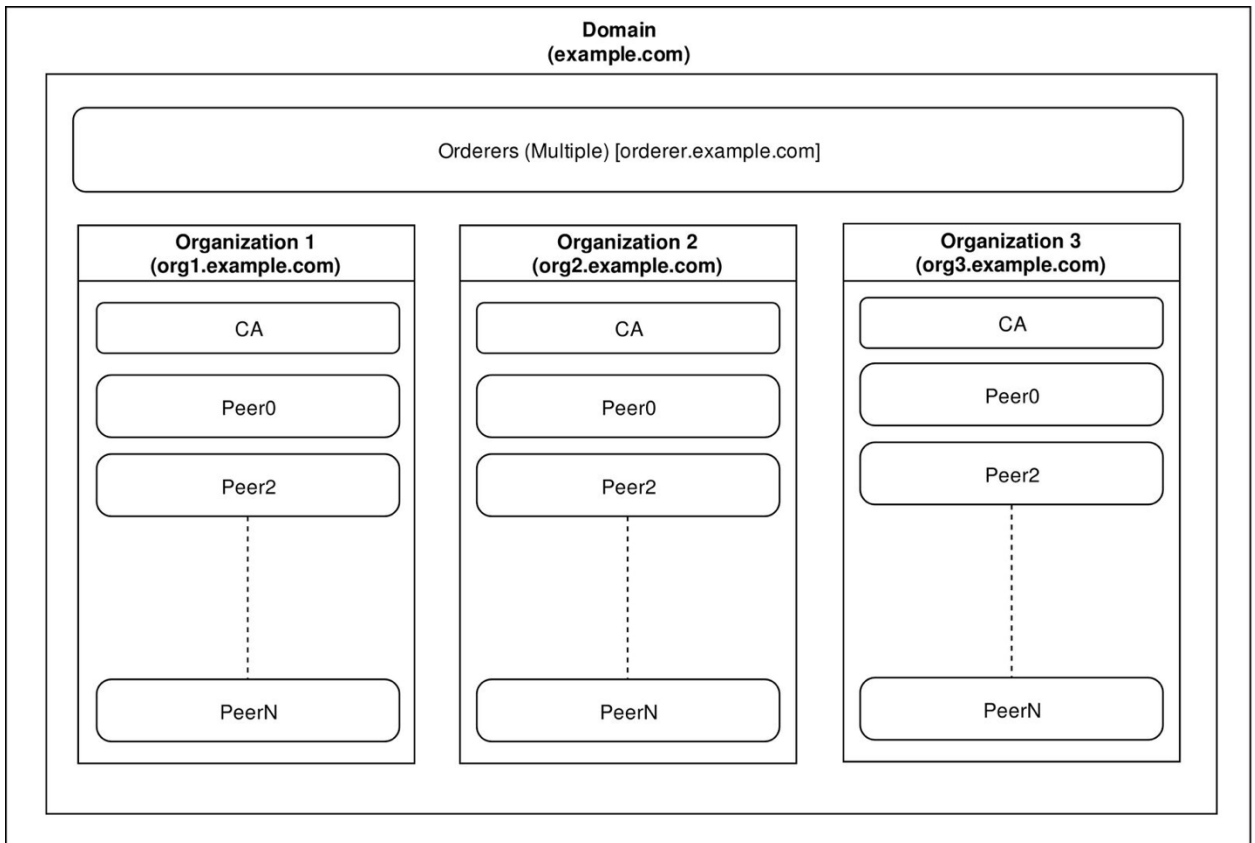 Domain
(example.com)
Orderers (Multiple) [orderer.example.com]
Organization 1
(org1.example.com)
CA
Peer0
Peer2
PeerN
Organization 2
(org2.example.com)
CA
Peer0
Peer2
PeerN
Organization 3
(org3.example.com)
CA
Peer0
Peer2
PeerN